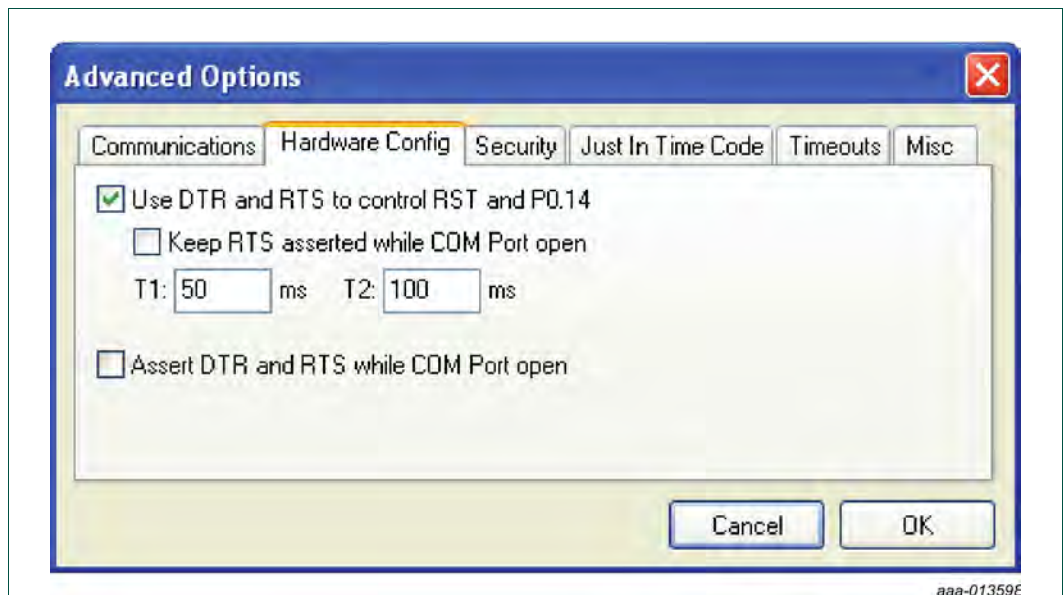 Advanced Options
Communications Hardware Config Security Just In Time Code Timeouts Misc
Use DTR and RTS to control RST and P0.14
Keep RTS asserted while COM Port open
T1: 50 ms T2: 100 ms
Assert DTR and RTS while COM Port open
Cancel OK
aaa-013598